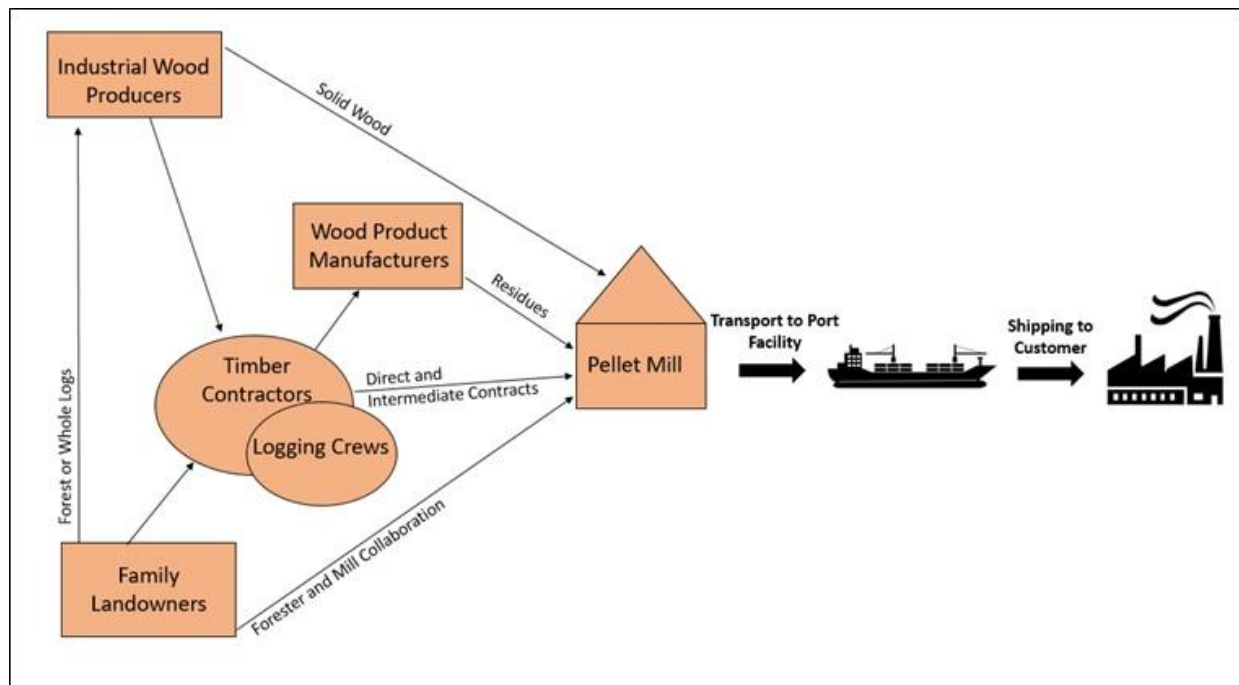 Industrial Wood
Producers
Solid Wood
Wood Product
Manufacturers
Residues
Timber
Contractors
Logging Crews
Direct and
Intermediate Contracts
Pellet Mill
Transport to Port
Facility
Shipping to
Customer
Forest or Whole Logs
Family
Landowners
Forester and Mill Collaboration